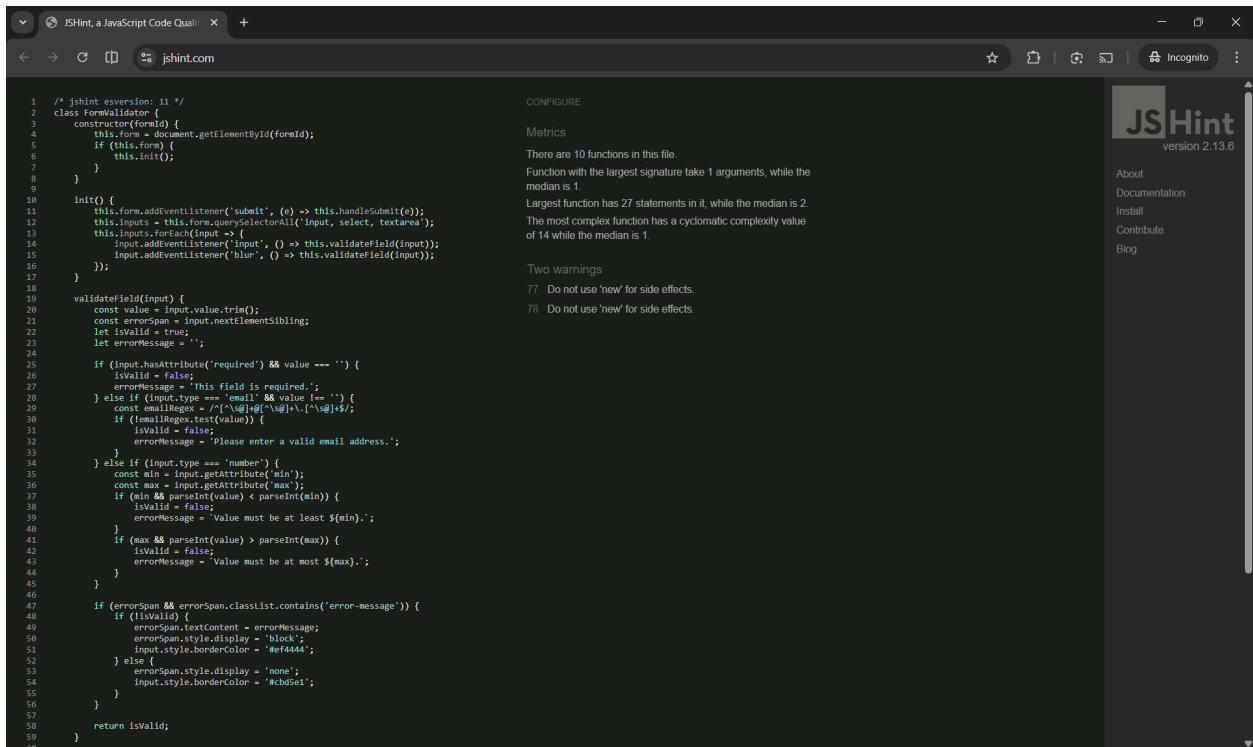 JSHint, a JavaScript Code Qualit
jshint.com
Incognito
1 /* jshint esversion: 11 */
2 class FormValidator {
3     constructor(formId) {
4         this.form = document.getElementById(formId);
5         if (this.form) {
6             this.init();
7         }
8     }
9
10     init() {
11         this.form.addEventListener('submit', (e) => this.handleSubmit(e));
12         this.inputs = this.form.querySelectorAll('input, select, textarea');
13         this.inputs.forEach(input => {
14             input.addEventListener('input', () => this.validateField(input));
15             input.addEventListener('blur', () => this.validateField(input));
16         });
17     }
18
19     validateField(input) {
20         const value = input.value.trim();
21         const errorSpan = input.nextElementSibling;
22         let isValid = true;
23         let errorMessage = '';
24
25         if (input.hasAttribute('required') && value === '') {
26             isValid = false;
27             errorMessage = 'This field is required.';
28         } else if (input.type === 'email' && value !== '') {
29             const emailRegex = /^[^\s@]+@[^\s@]+\.[^\s@]+$/;
30             if (!emailRegex.test(value)) {
31                 isValid = false;
32                 errorMessage = 'Please enter a valid email address.';
33             }
34         } else if (input.type === 'number') {
35             const min = input.getAttribute('min');
36             const max = input.getAttribute('max');
37             if (min && parseInt(value) < parseInt(min)) {
38                 isValid = false;
39                 errorMessage = `Value must be at least ${min}.`;
40             }
41             if (max && parseInt(value) > parseInt(max)) {
42                 isValid = false;
43                 errorMessage = `Value must be at most ${max}.`;
44             }
45         }
46
47         if (errorSpan && errorSpan.classList.contains('error-message')) {
48             if (!isValid) {
49                 errorSpan.textContent = errorMessage;
50                 errorSpan.style.display = 'block';
51                 input.style.borderColor = '#ef4444';
52             } else {
53                 errorSpan.style.display = 'none';
54                 input.style.borderColor = '#cbd5e1';
55             }
56         }
57
58         return isValid;
59     }
CONFIGURE
Metrics
There are 10 functions in this file.
Function with the largest signature take 1 arguments, while the
median is 1.
Largest function has 27 statements in it, while the median is 2.
The most complex function has a cyclomatic complexity value
of 14 while the median is 1.
Two warnings
77 Do not use 'new' for side effects.
78 Do not use 'new' for side effects.
JSHint
version 2.13.6
About
Documentation
Install
Contribute
Blog